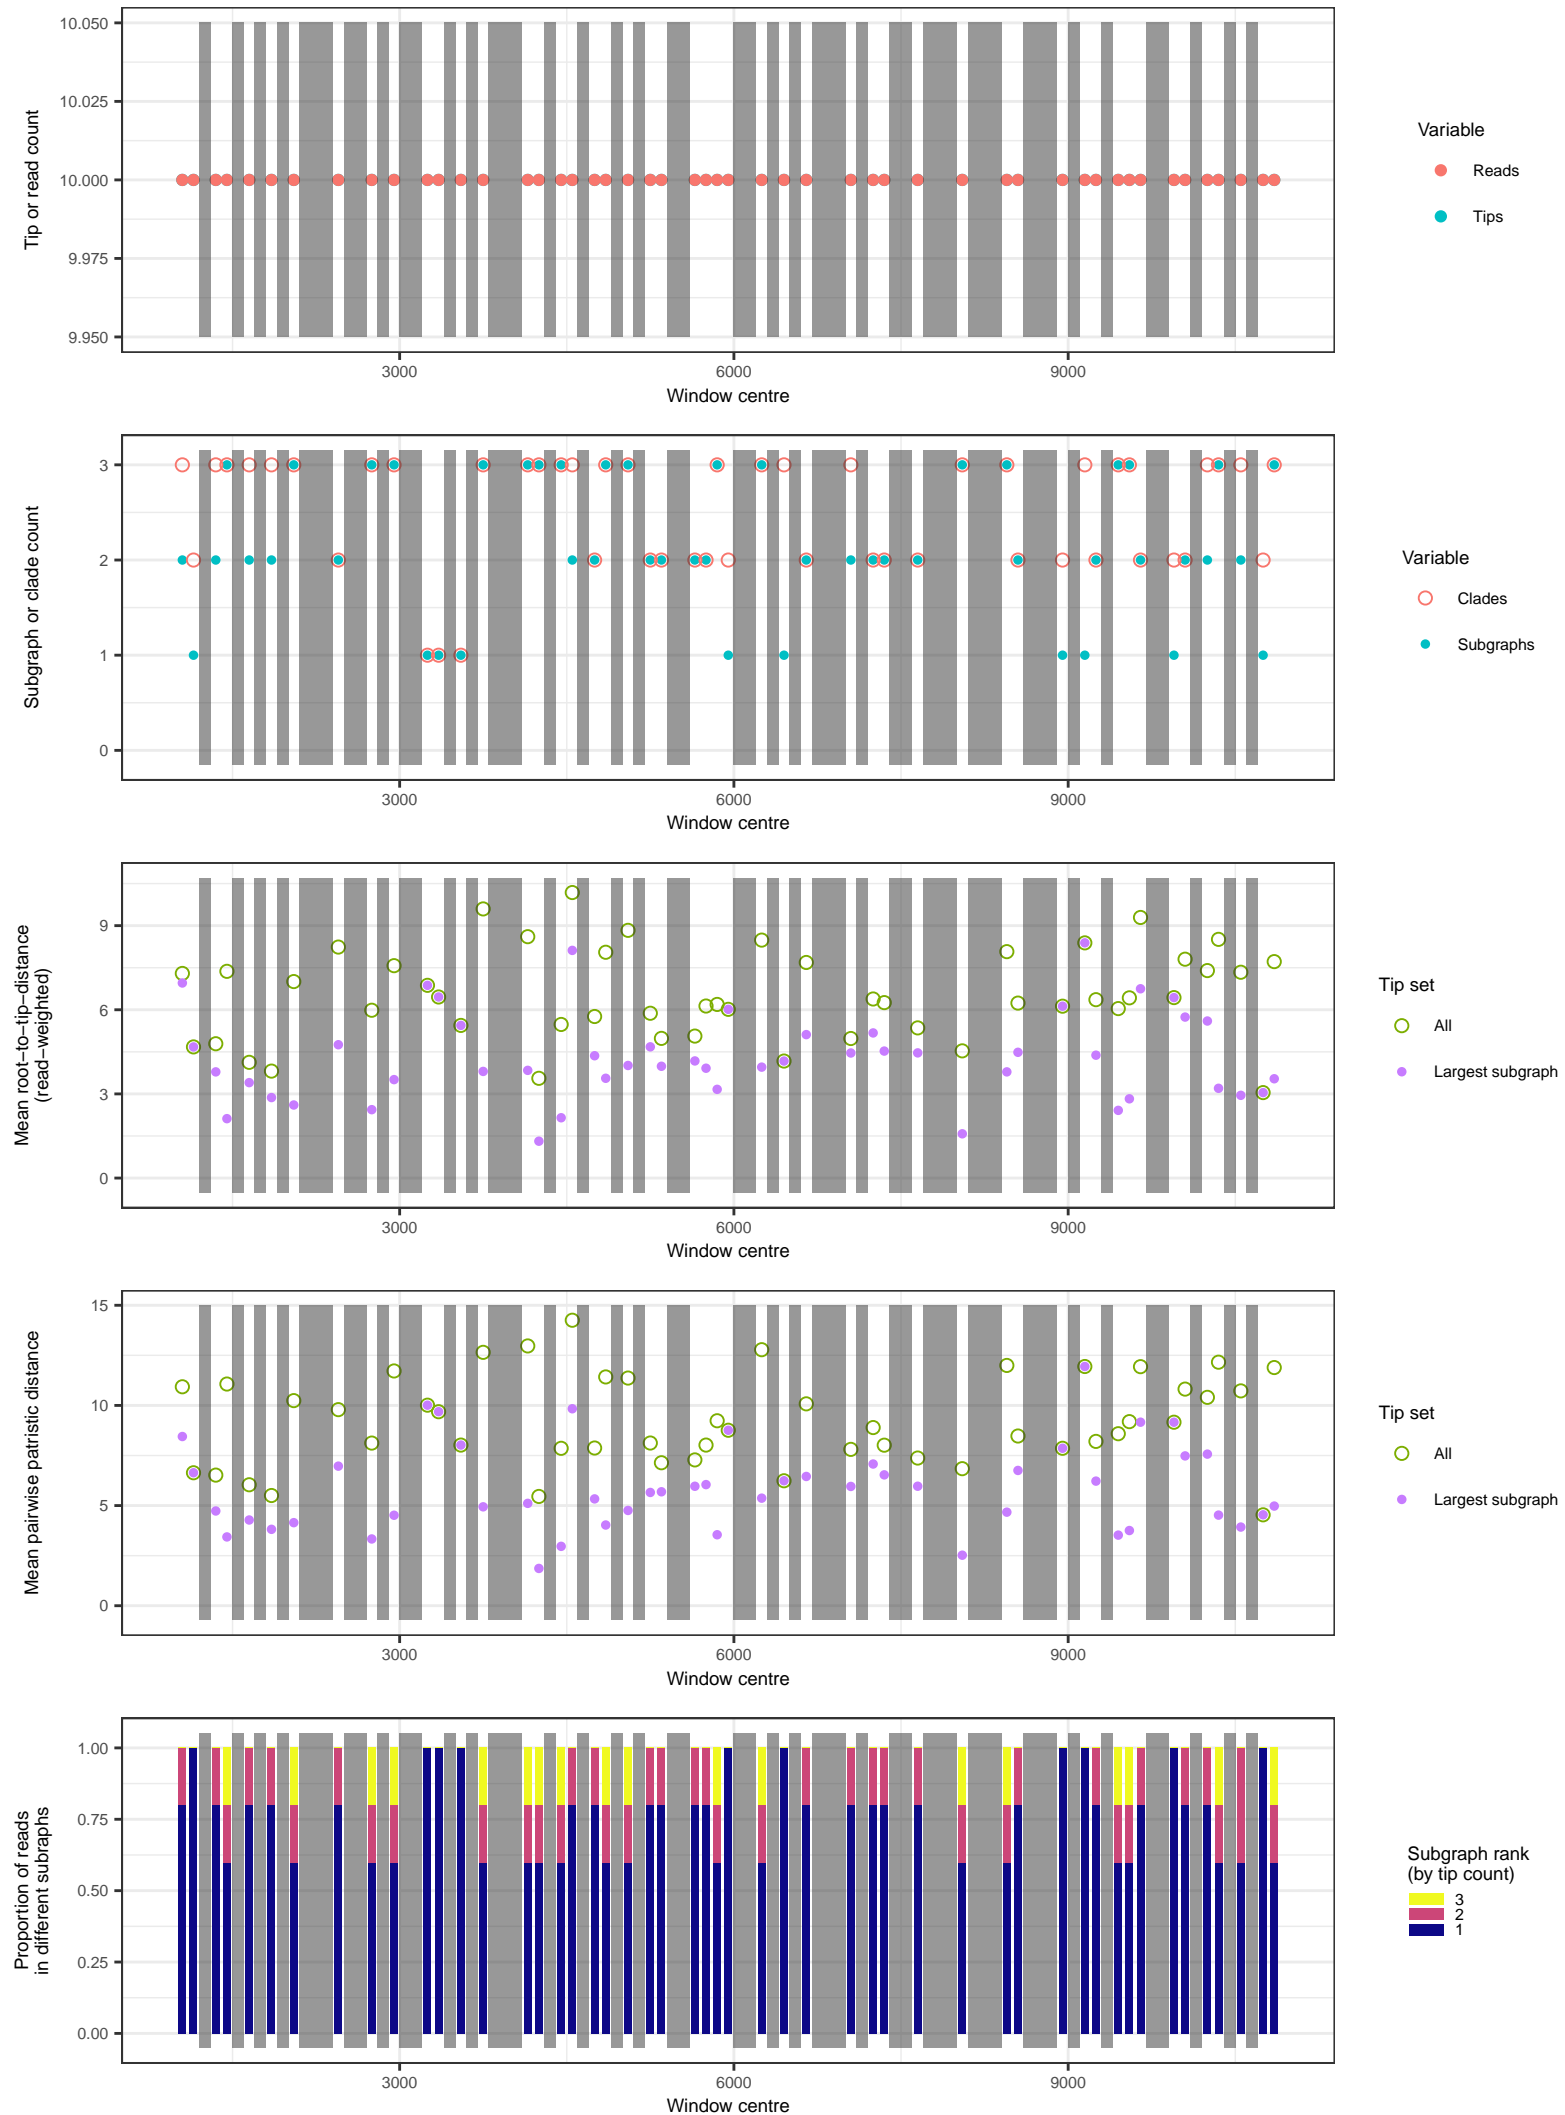 10.050
10.025
10.000
9.975
9.950
Tip or read count
3000
6000
9000
Window centre
Variable
Reads
Tips
3
2
1
0
Subgraph or clade count
3000
6000
9000
Window centre
Variable
Clades
Subgraphs
9
6
3
0
Mean root−to−tip−distance
(read−weighted)
3000
6000
9000
Window centre
Tip set
All
Largest subgraph
15
10
5
0
Mean pairwise patristic distance
3000
6000
9000
Window centre
Tip set
All
Largest subgraph
1.00
0.75
0.50
0.25
0.00
Proportion of reads
in different subraphs
3000
6000
9000
Window centre
Subgraph rank
(by tip count)
3
2
1